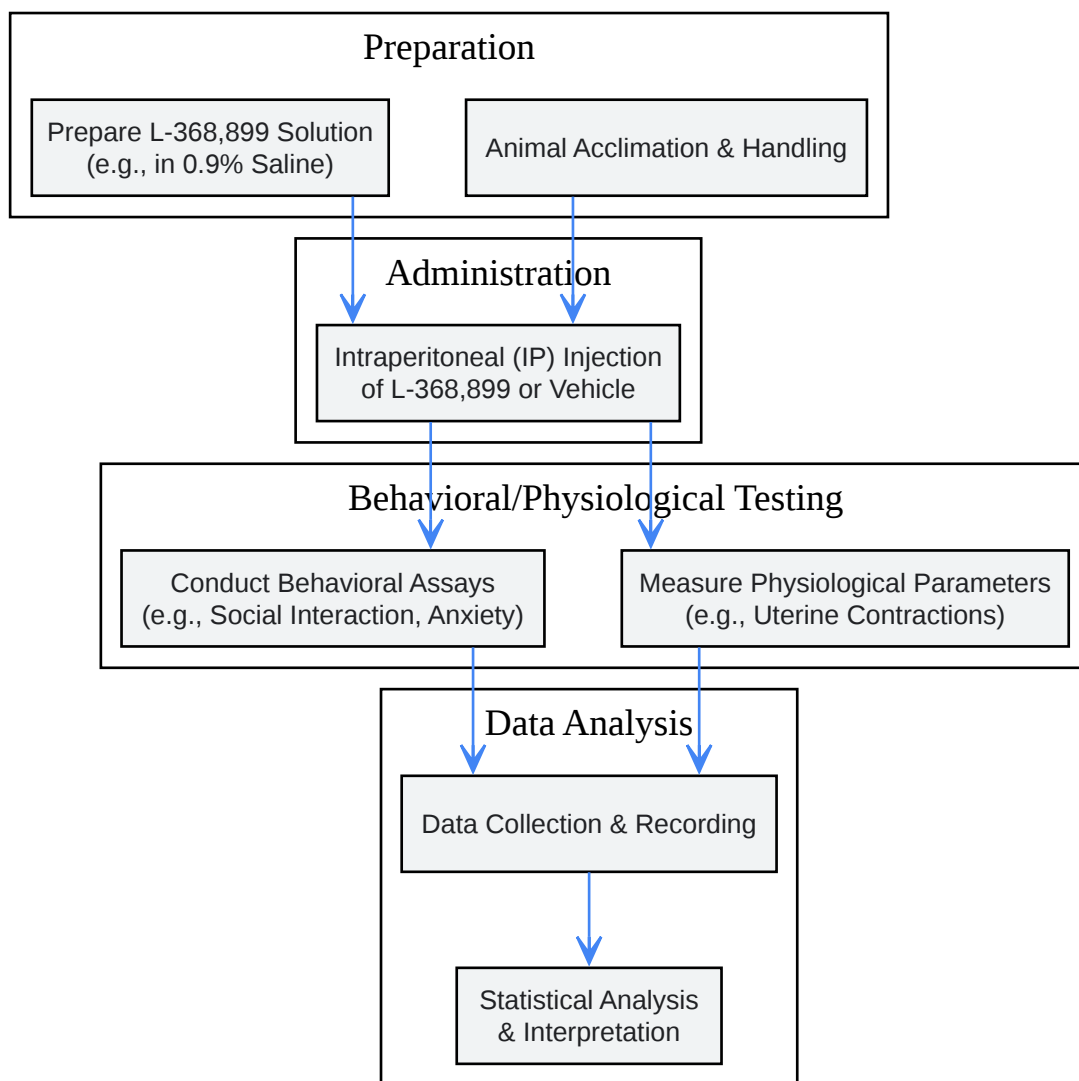 Preparation
Prepare L-368,899 Solution
(e.g., in 0.9% Saline)
Animal Acclimation & Handling
Administration
Intraperitoneal (IP) Injection
of L-368,899 or Vehicle
Behavioral/Physiological Testing
Conduct Behavioral Assays
(e.g., Social Interaction, Anxiety)
Measure Physiological Parameters
(e.g., Uterine Contractions)
Data Analysis
Data Collection & Recording
Statistical Analysis
& Interpretation